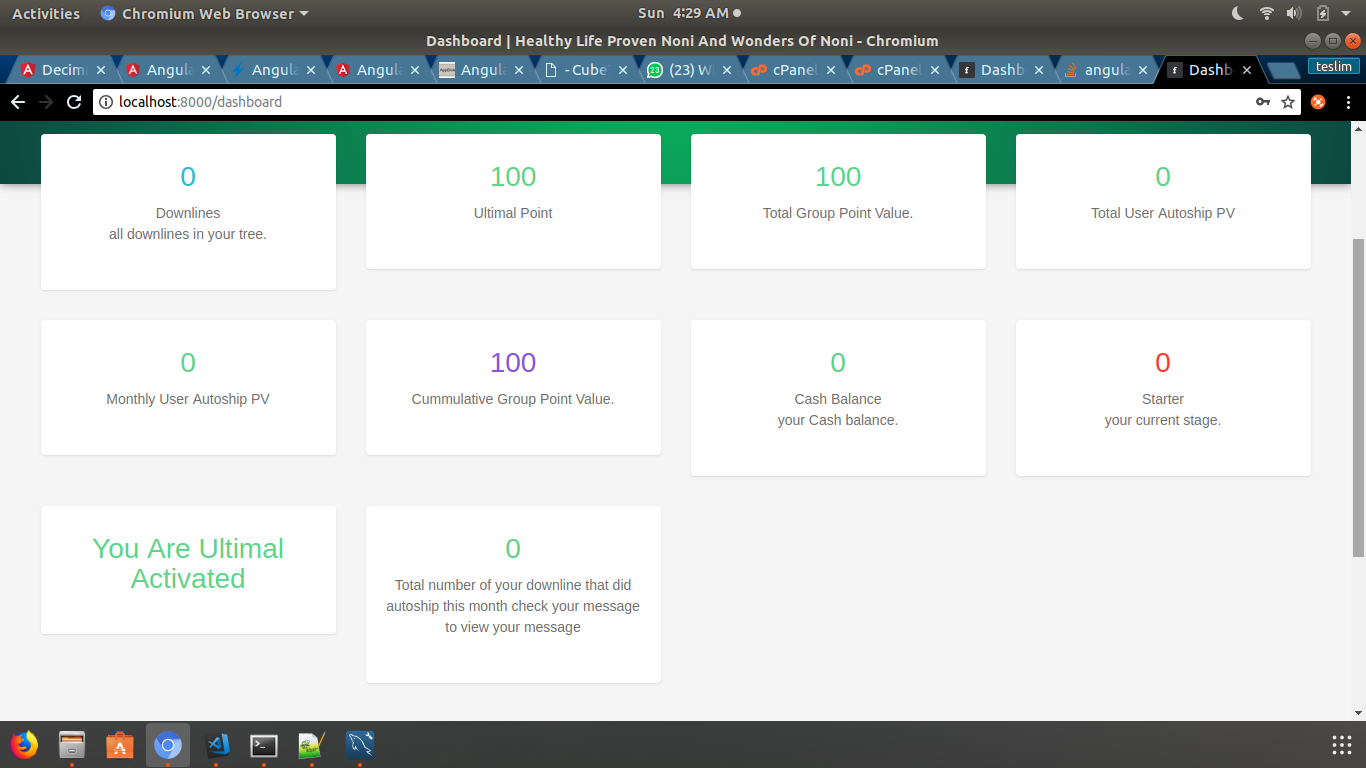 Activities
Chromium Web Browser
Sun 4:29 AM
Dashboard | Healthy Life Proven Noni And Wonders Of Noni - Chromium
Decim
Angula
Angula
Angula
Angula
- Cube
(23) W
cPanel
cPanel
Dashb
angula
Dashb
teslim
localhost:8000/dashboard
0
Downlines
all downlines in your tree.
100
Ultimal Point
100
Total Group Point Value.
0
Total User Autoship PV
0
Monthly User Autoship PV
100
Cummulative Group Point Value.
0
Cash Balance
your Cash balance.
0
Starter
your current stage.
You Are Ultimal
Activated
0
Total number of your downline that did
autoship this month check your message
to view your message